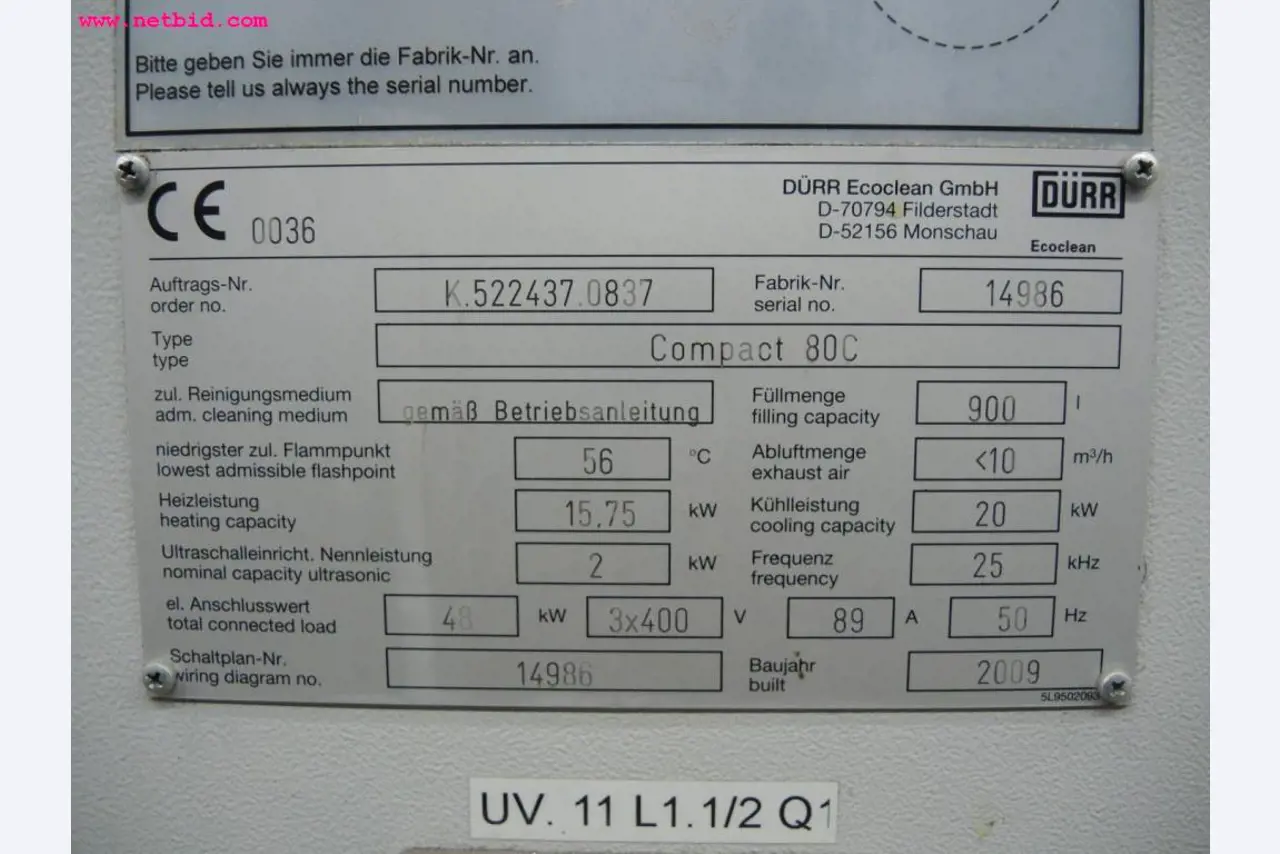 www.netbid.com
Bitte geben Sie immer die Fabrik-Nr. an.
Please tell us always the serial number.
CE 0036
DÜRR Ecoclean GmbH
D-70794 Filderstadt
D-52156 Monschau
DÜRR
Ecoclean
Auftrags-Nr.
order no.
K.522437.0837
Fabrik-Nr.
serial no.
14986
Type
type
Compact 80C
zul. Reinigungsmedium
adm. cleaning medium
gemäß Betriebsanleitung
Füllmenge
filling capacity
900 l
niedrigster zul. Flammpunkt
lowest admissible flashpoint
56 °C
Abluftmenge
exhaust air
<10 m³/h
Heizleistung
heating capacity
15,75 kW
Kühlleistung
cooling capacity
20 kW
Ultraschalleinricht. Nennleistung
nominal capacity ultrasonic
2 kW
Frequenz
frequency
25 kHz
el. Anschlusswert
total connected load
48 kW 3x400 V 89 A 50 Hz
Schaltplan-Nr.
wiring diagram no.
14986
Baujahr
built
2009
UV. 11 L1.1/2 Q1